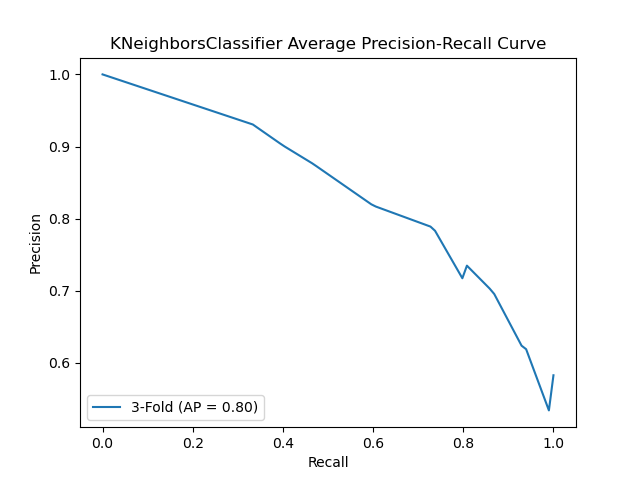 KNeighborsClassifier Average Precision-Recall Curve
1.0
0.9
0.8
0.7
0.6
Precision
3-Fold (AP = 0.80)
0.0 0.2 0.4 0.6 0.8 1.0
Recall